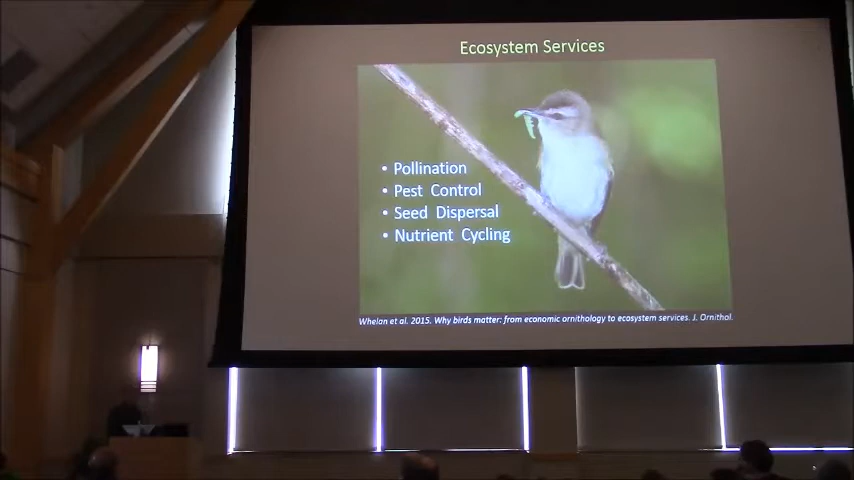 Ecosystem Services
• Pollination
• Pest Control
• Seed Dispersal
• Nutrient Cycling
Whelan et al. 2015. Why birds matter: from economic ornithology to ecosystem services. J. Ornithol.